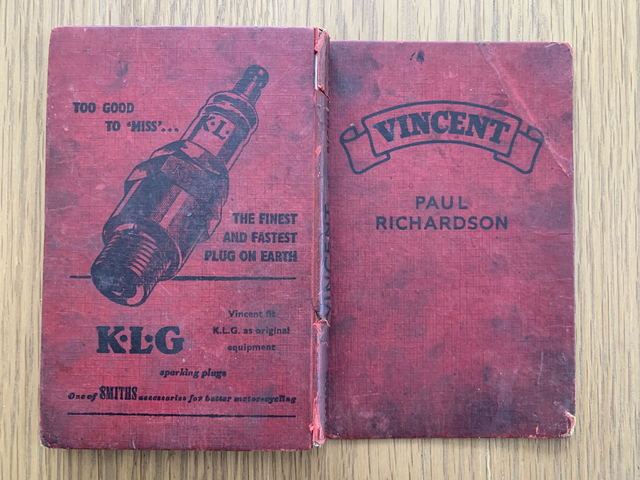 TOO GOOD
TO 'MISS'...
K·L·
THE FINEST
AND FASTEST
PLUG ON EARTH
Vincent fit
K.L.G. as original
equipment
K·L·G
sparking plugs
One of SMITHS accessories for better motorcycling
VINCENT
VINCENT
PAUL
RICHARDSON